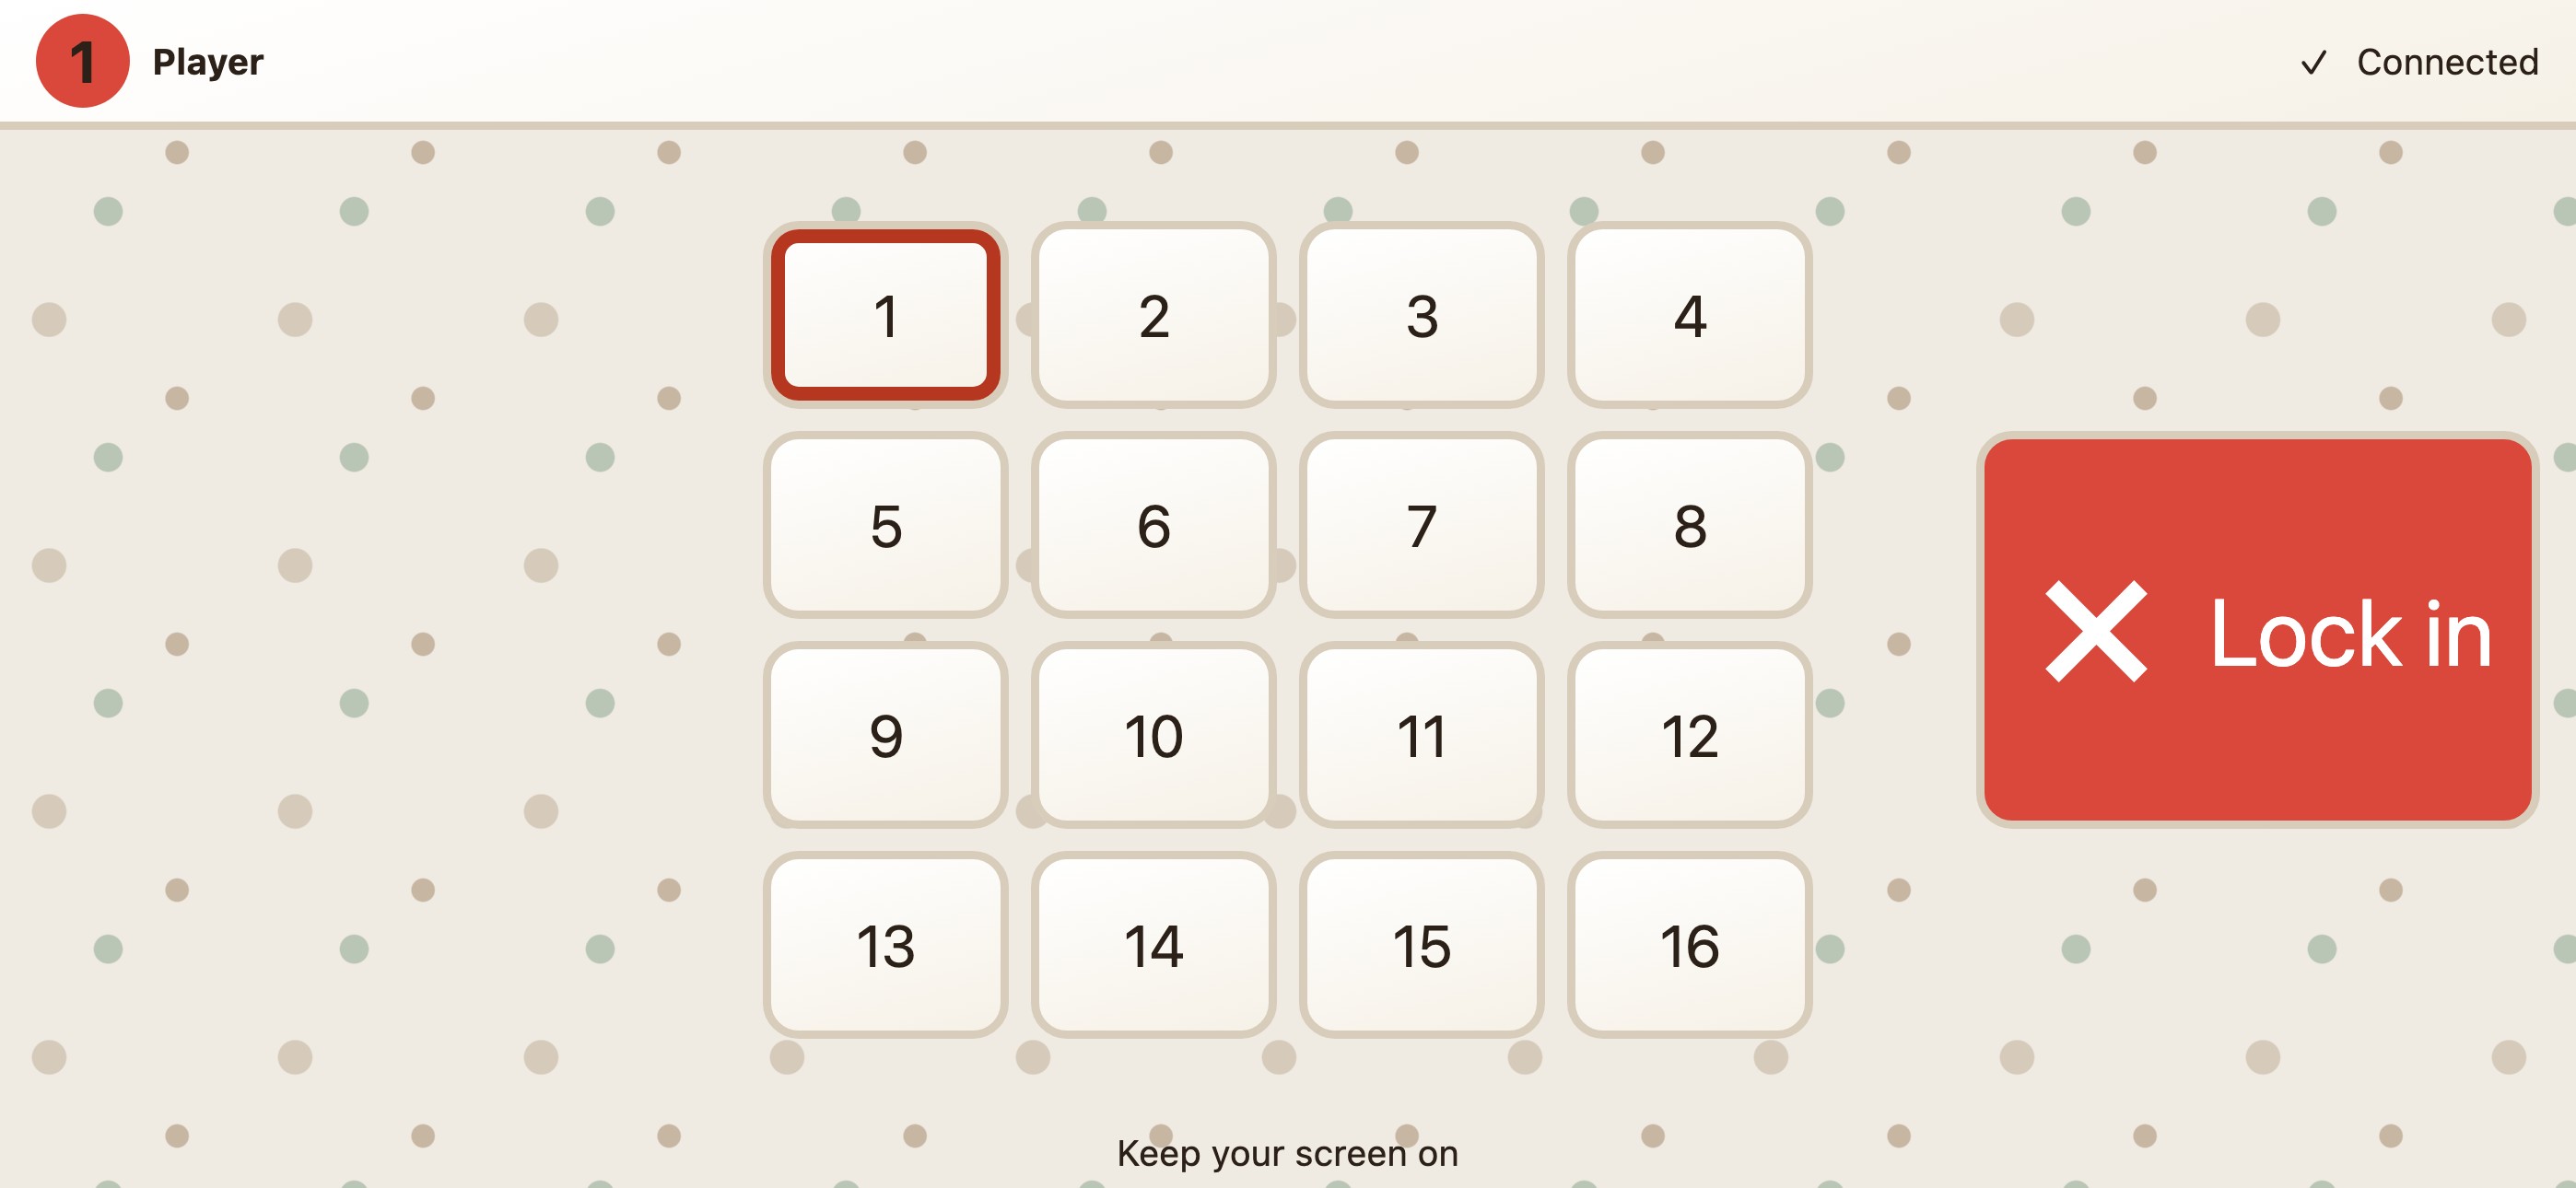 1 Player
✓ Connected
1 2 3 4
5 6 7 8
✕ Lock in
9 10 11 12
13 14 15 16
Keep your screen on